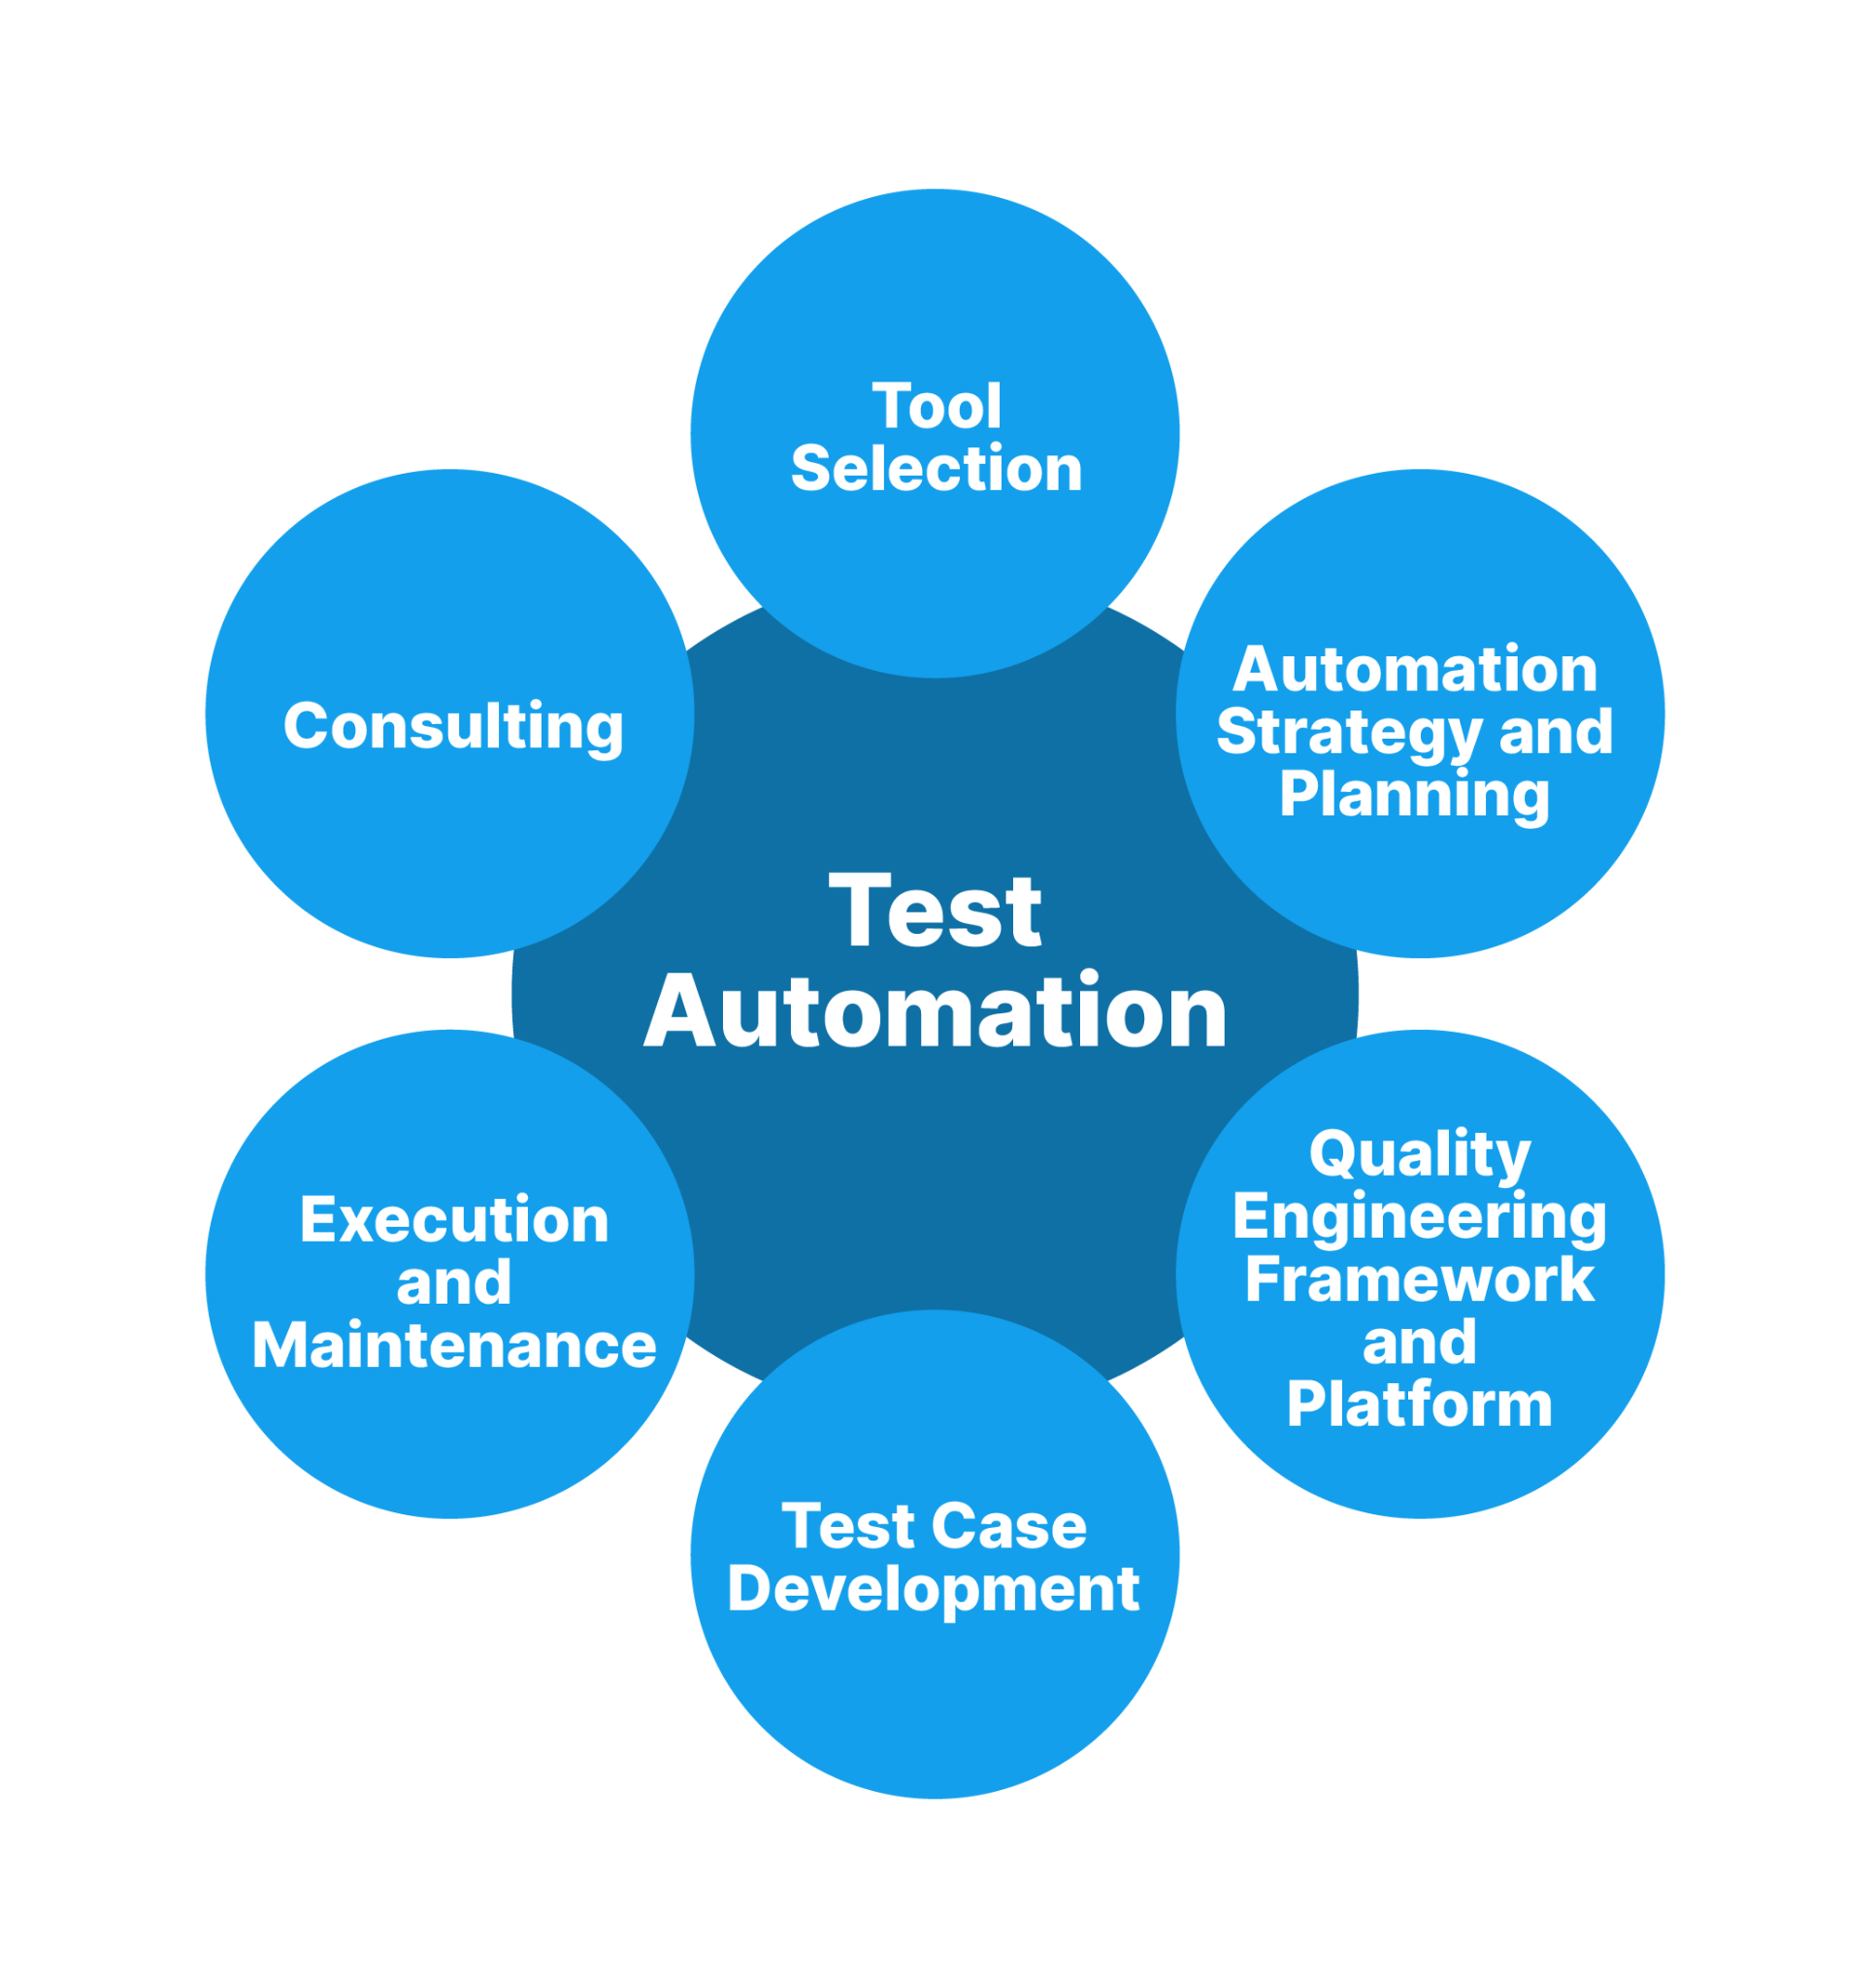 Tool
Selection
Automation
Strategy and
Planning
Consulting
Test
Automation
Quality
Engineering
Framework
and
Platform
Execution
and
Maintenance
Test Case
Development